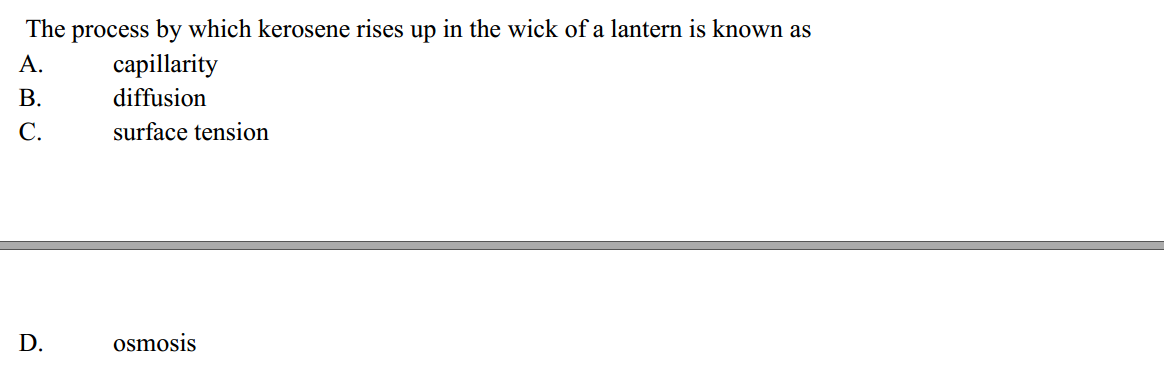 The process by which kerosene rises up in the wick of a lantern is known as
A. capillarity
B. diffusion
C. surface tension
D. osmosis